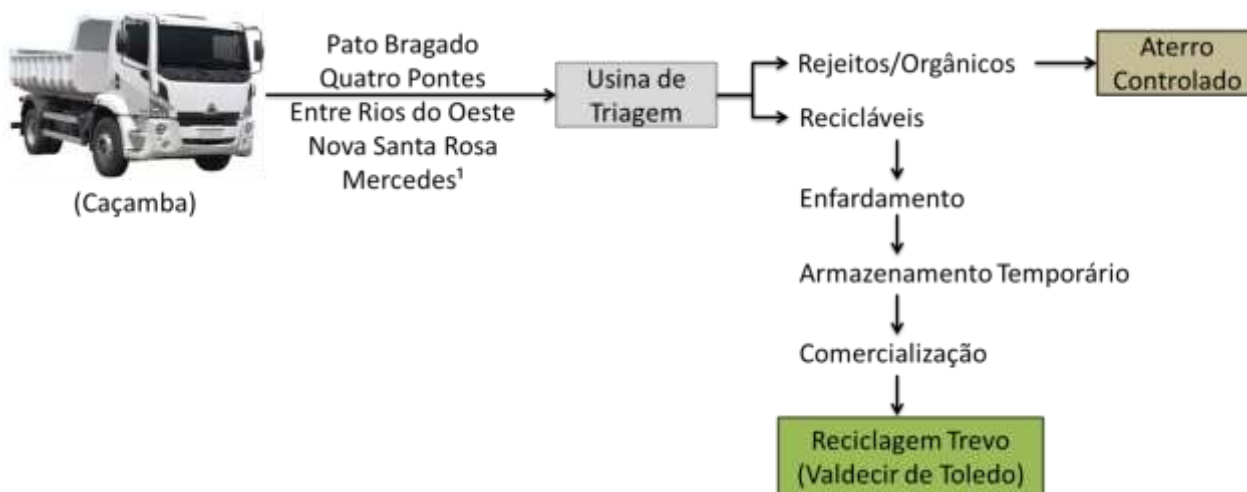 (Caçamba)
Pato Bragado
Quatro Pontes
Entre Rios do Oeste
Nova Santa Rosa
Mercedes¹
Usina de
Triagem
Rejeitos/Orgânicos
Aterro
Controlado
Recicláveis
Enfardamento
Armazenamento Temporário
Comercialização
Reciclagem Trevo
(Valdecir de Toledo)